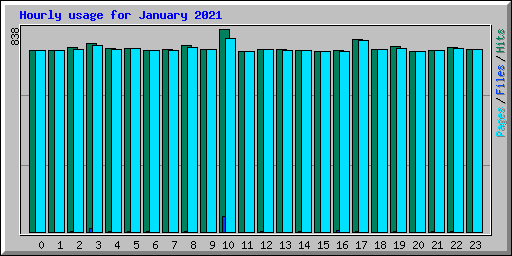 Hourly usage for January 2021
838
Pages/Files/Hits
0 1 2 3 4 5 6 7 8 9 10 11 12 13 14 15 16 17 18 19 20 21 22 23